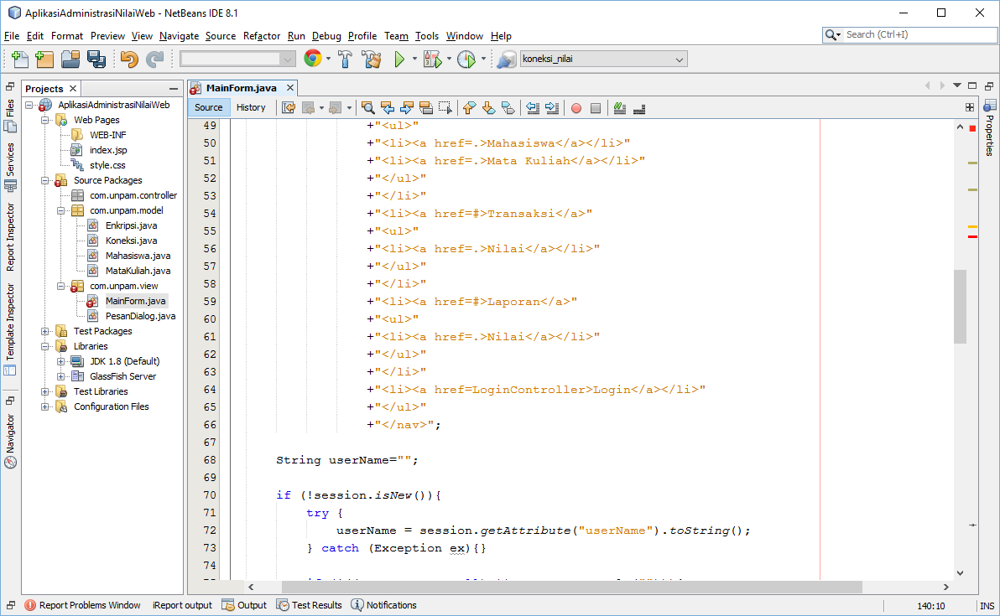 AplikasiAdministrasiNilaiWeb - NetBeans IDE 8.1
File Edit Format Preview View Navigate Source Refactor Run Debug Profile Team Tools Window Help
Search (Ctrl+I)
koneksi_nilai
Files
Services
Report Inspector
Template Inspector
Navigator
Projects
AplikasiAdministrasiNilaiWeb
Web Pages
WEB-INF
index.jsp
style.css
Source Packages
com.unpam.controller
com.unpam.model
Enkripsi.java
Koneksi.java
Mahasiswa.java
MataKuliah.java
com.unpam.view
MainForm.java
PesanDialog.java
Test Packages
Libraries
JDK 1.8 (Default)
GlassFish Server
Test Libraries
Configuration Files
MainForm.java
Source History
49 +"<ul>"
50 +"<li><a href=.>Mahasiswa</a></li>"
51 +"<li><a href=.>Mata Kuliah</a></li>"
52 +"</ul>"
53 +"</li>"
54 +"<li><a href=#>Transaksi</a>"
55 +"<ul>"
56 +"<li><a href=.>Nilai</a></li>"
57 +"</ul>"
58 +"</li>"
59 +"<li><a href=#>Laporan</a>"
60 +"<ul>"
61 +"<li><a href=.>Nilai</a></li>"
62 +"</ul>"
63 +"</li>"
64 +"<li><a href=LoginController>Login</a></li>"
65 +"</ul>"
66 +"</nav>";
67
68 String userName="";
69
70 if (!session.isNew()){
71 try {
72 userName = session.getAttribute("userName").toString();
73 } catch (Exception ex){}
74
Properties
Report Problems Window iReport output Output Test Results Notifications
140:10 INS